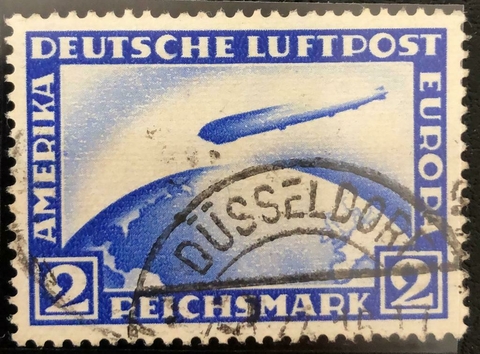 DEUTSCHE LUFTPOST
AMERIKA
EUROPA
DÜSSELDORF
2 REICHSMARK 2